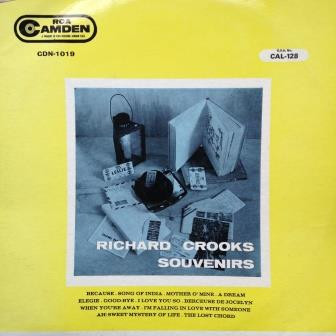 RCA
CAMDEN
CDN-1019
CAL-128
RICHARD CROOKS
SOUVENIRS
BECAUSE . SONG OF INDIA . MOTHER O' MINE . A DREAM
ELEGIE . GOOD-BYE . I LOVE YOU SO . BERCEUSE DE JOCELYN
WHEN YOU'RE AWAY . I'M FALLING IN LOVE WITH SOMEONE
AH! SWEET MYSTERY OF LIFE . THE LOST CHORD